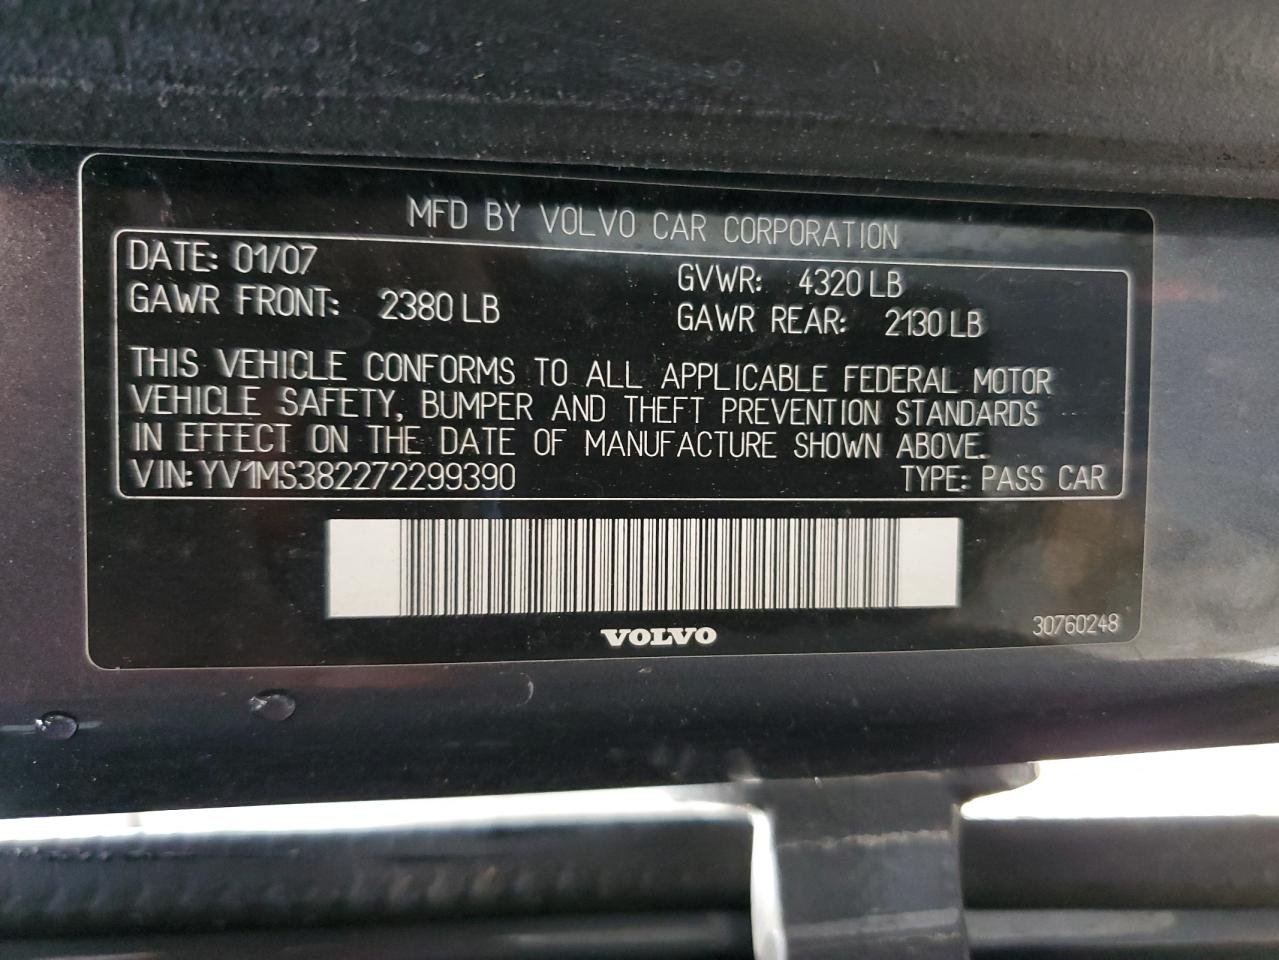 MFD BY VOLVO CAR CORPORATION
DATE: 01/07
GVWR: 4320 LB
GAWR FRONT: 2380 LB
GAWR REAR: 2130 LB
THIS VEHICLE CONFORMS TO ALL APPLICABLE FEDERAL MOTOR
VEHICLE SAFETY, BUMPER AND THEFT PREVENTION STANDARDS
IN EFFECT ON THE DATE OF MANUFACTURE SHOWN ABOVE.
VIN: YV1MS382272299390 TYPE: PASS CAR
VOLVO
30760248